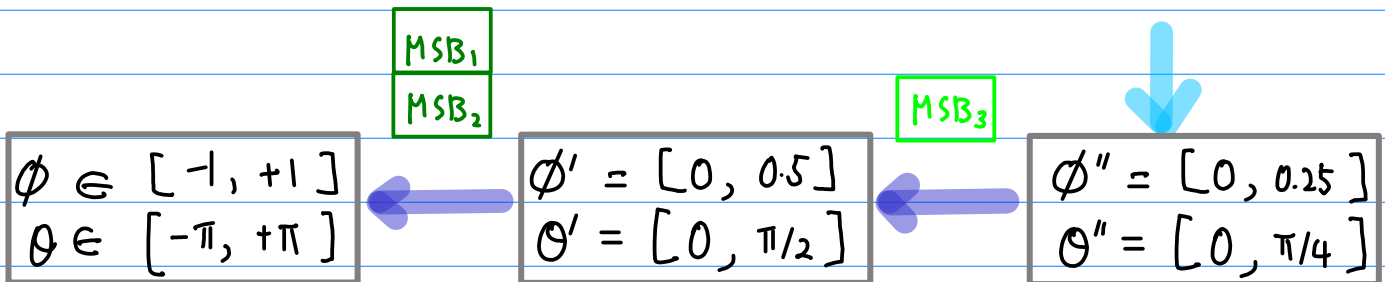 MSB₁
MSB₂
MSB₃
ϕ ∈ [-1, +1]
θ ∈ [-π, +π]
ϕ' = [0, 0.5]
θ' = [0, π/2]
ϕ'' = [0, 0.25]
θ'' = [0, π/4]